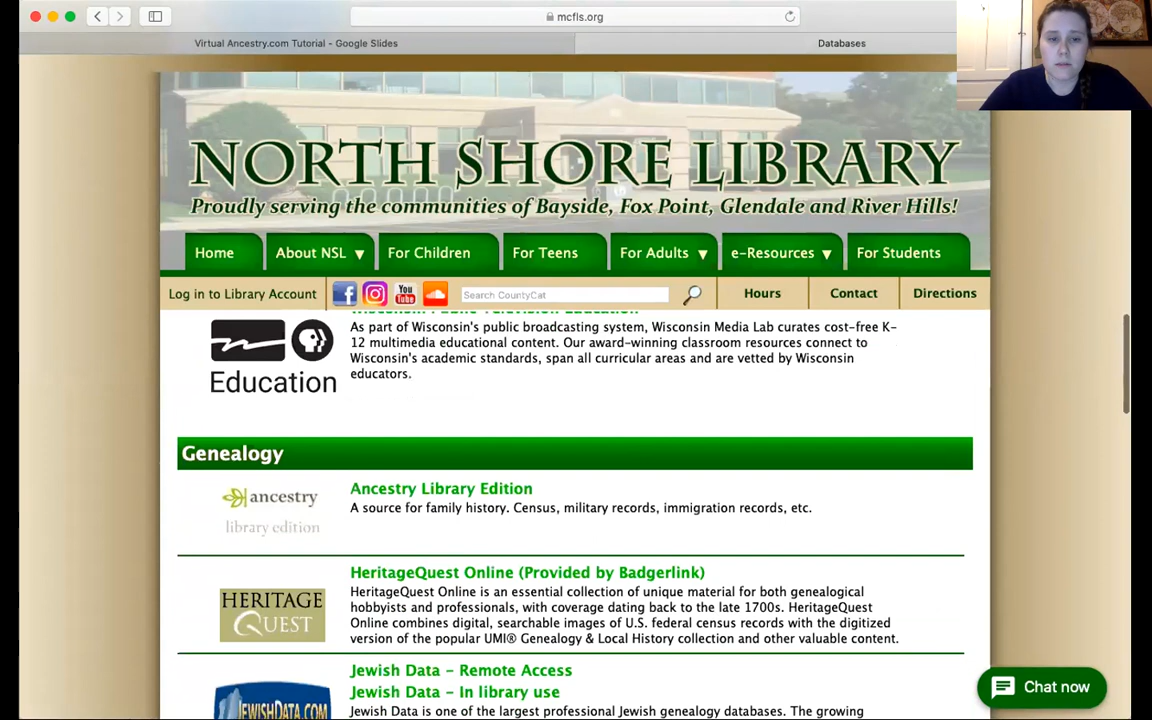 mcfls.org
Virtual Ancestry.com Tutorial - Google Slides
Databases
NORTH SHORE LIBRARY
Proudly serving the communities of Bayside, Fox Point, Glendale and River Hills!
Home
About NSL ▼
For Children
For Teens
For Adults ▼
e-Resources ▼
For Students
Log in to Library Account
You
Tube
Search CountyCat
Hours
Contact
Directions
Wisconsin Public Television Education
As part of Wisconsin's public broadcasting system, Wisconsin Media Lab curates cost-free K-
12 multimedia educational content. Our award-winning classroom resources connect to
Wisconsin's academic standards, span all curricular areas and are vetted by Wisconsin
educators.
PBS
Education
Genealogy
ancestry
library edition
Ancestry Library Edition
A source for family history. Census, military records, immigration records, etc.
HERITAGE
QUEST
HeritageQuest Online (Provided by Badgerlink)
HeritageQuest Online is an essential collection of unique material for both genealogical
hobbyists and professionals, with coverage dating back to the late 1700s. HeritageQuest
Online combines digital, searchable images of U.S. federal census records with the digitized
version of the popular UMI® Genealogy & Local History collection and other valuable content.
Jewish Data - Remote Access
Jewish Data - In library use
Jewish Data is one of the largest professional Jewish genealogy databases. The growing
JEWISHDATA.COM
Chat now